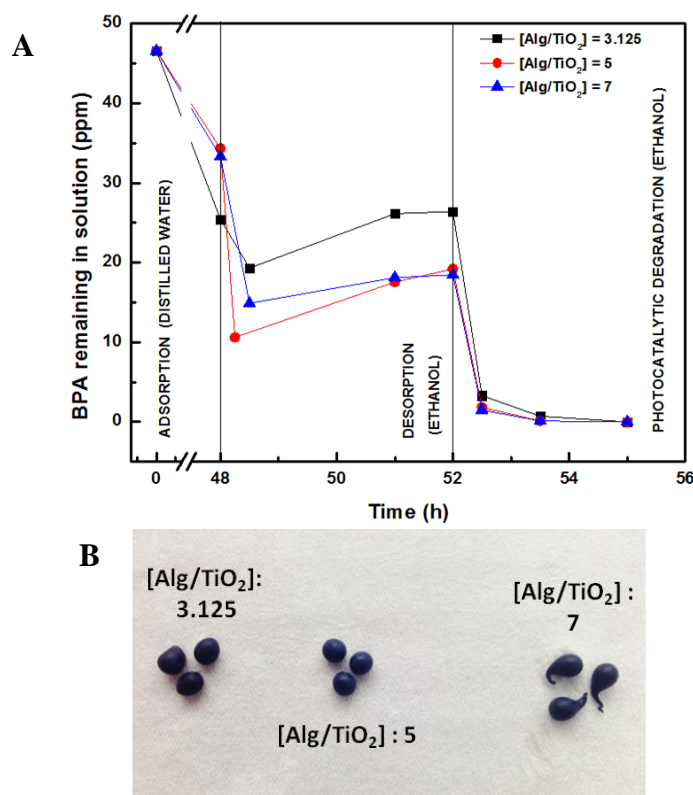 A
[Alg/TiO₂] = 3.125
[Alg/TiO₂] = 5
[Alg/TiO₂] = 7
BPA remaining in solution (ppm)
50
40
30
20
10
0
ADSORPTION (DISTILLED WATER)
DESORPTION
(ETHANOL)
PHOTOCATALYTIC DEGRADATION (ETHANOL)
0
48
50
52
54
56
Time (h)
B
[Alg/TiO₂]:
3.125
[Alg/TiO₂] : 5
[Alg/TiO₂] :
7